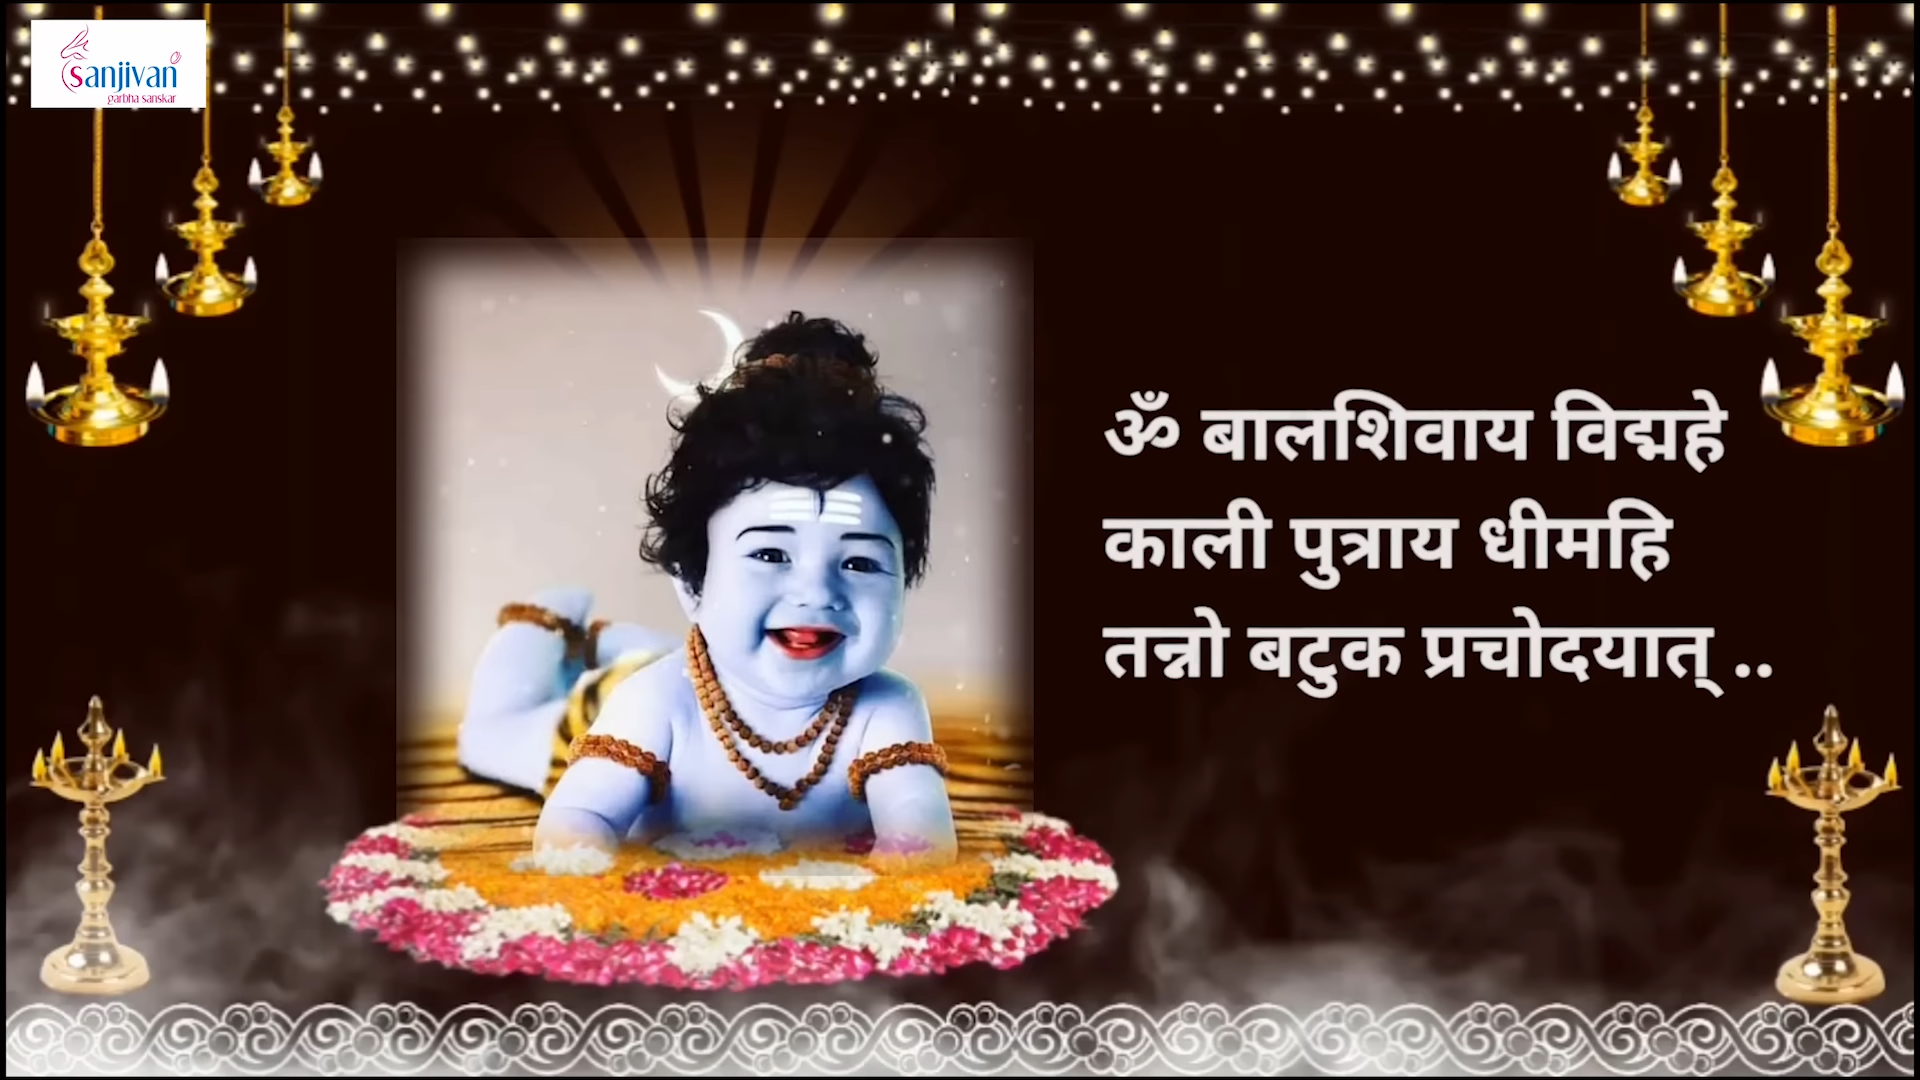 sanjivan
garbha sanskar
ॐ बालशिवाय विद्महे
काली पुत्राय धीमहि
तन्नो बटुक प्रचोदयात् ..